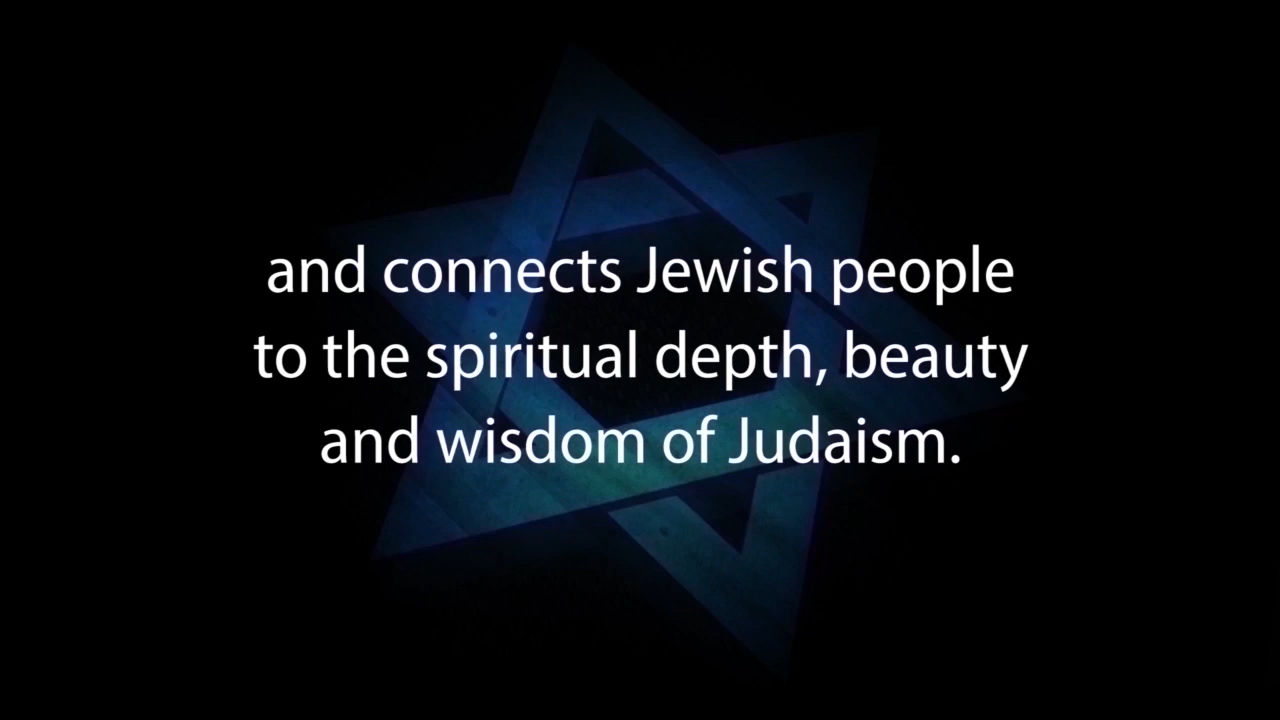 and connects Jewish people
to the spiritual depth, beauty
and wisdom of Judaism.